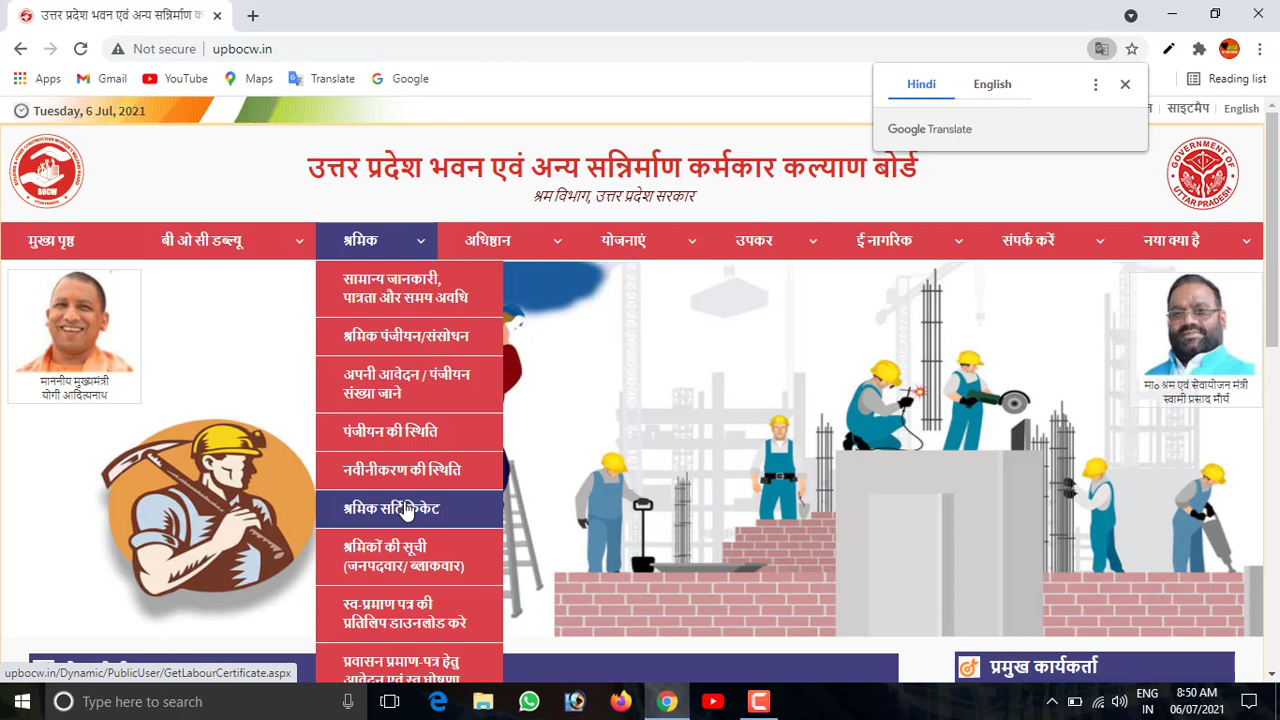 उत्तर प्रदेश भवन एवं अन्य सन्निर्माण क
Not secure
upbocw.in
Apps
Gmail
YouTube
Maps
Translate
Google
Reading list
Hindi
English
Google Translate
Tuesday, 6 Jul, 2021
साइटमैप
English
BOCW
उत्तर प्रदेश भवन एवं अन्य सन्निर्माण कर्मकार कल्याण बोर्ड
श्रम विभाग, उत्तर प्रदेश सरकार
मुख्य पृष्ठ
बी ओ सी डब्ल्यू
श्रमिक
अधिष्ठान
योजनाएं
उपकर
ई नागरिक
संपर्क करें
नया क्या है
माननीय मुख्यमंत्री
योगी आदित्यनाथ
सामान्य जानकारी,
पात्रता और समय अवधि
श्रमिक पंजीयन/संसोधन
अपनी आवेदन / पंजीयन
संख्या जाने
पंजीयन की स्थिति
नवीनीकरण की स्थिति
श्रमिक सर्टिफिकेट
श्रमिकों की सूची
(जनपदवार/ ब्लाकवार)
स्व-प्रमाण पत्र की
प्रतिलिप डाउनलोड करे
प्रवासन प्रमाण-पत्र हेतु
आवेदन एवं स्व घोषणा
मा० श्रम एवं सेवायोजन मंत्री
स्वामी प्रसाद मौर्य
प्रमुख कार्यकर्ता
upbocw.in/Dynamic/PublicUser/GetLabourCertificate.aspx
Type here to search
ENG
IN
8:50 AM
06/07/2021